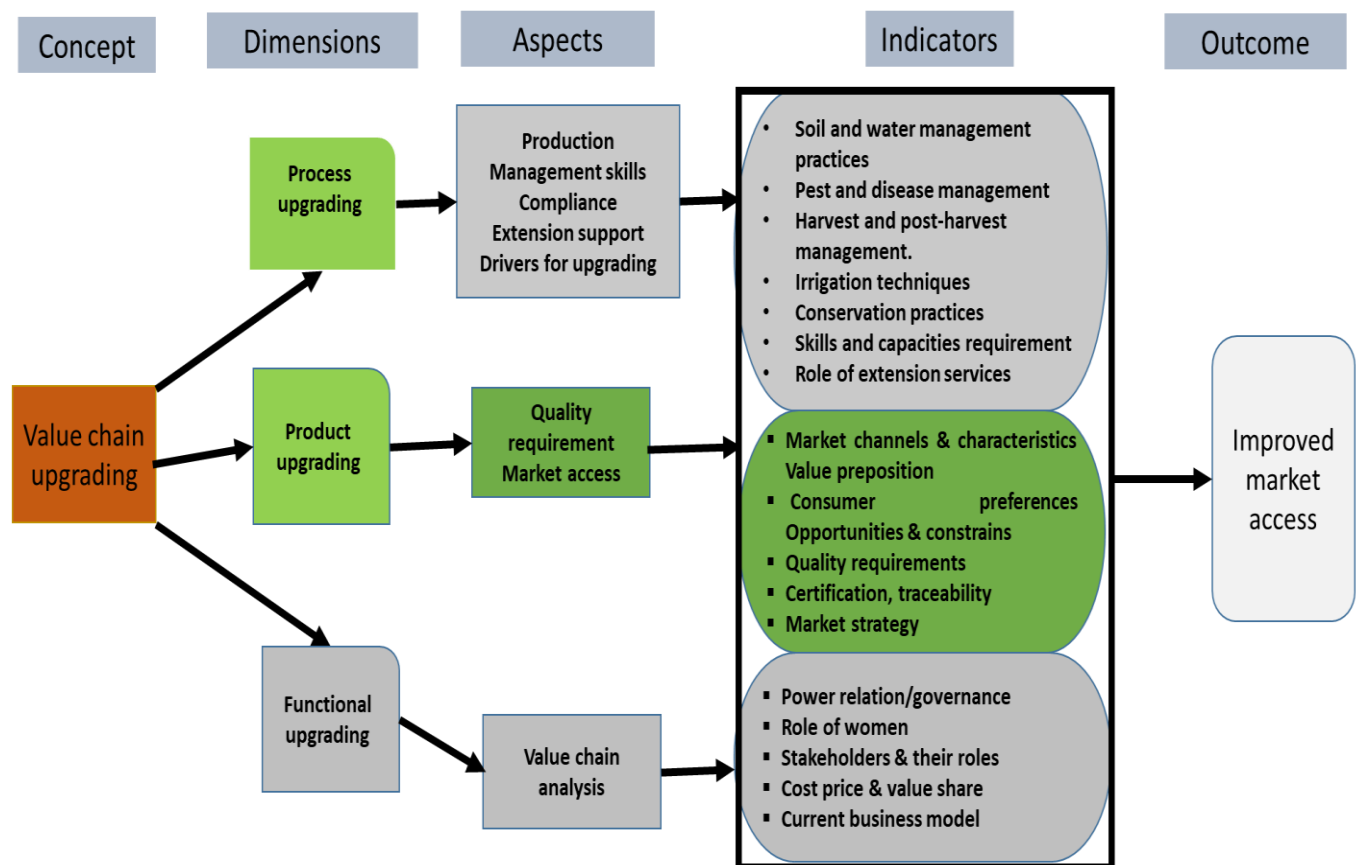 Concept
Dimensions
Aspects
Indicators
Outcome
Value chain
upgrading
Process
upgrading
Production
Management skills
Compliance
Extension support
Drivers for upgrading
• Soil and water management
practices
• Pest and disease management
• Harvest and post-harvest
management.
• Irrigation techniques
• Conservation practices
• Skills and capacities requirement
• Role of extension services
Product
upgrading
Quality
requirement
Market access
▪ Market channels & characteristics
Value preposition
▪ Consumer preferences
Opportunities & constrains
▪ Quality requirements
▪ Certification, traceability
▪ Market strategy
Functional
upgrading
Value chain
analysis
▪ Power relation/governance
▪ Role of women
▪ Stakeholders & their roles
▪ Cost price & value share
▪ Current business model
Improved
market
access